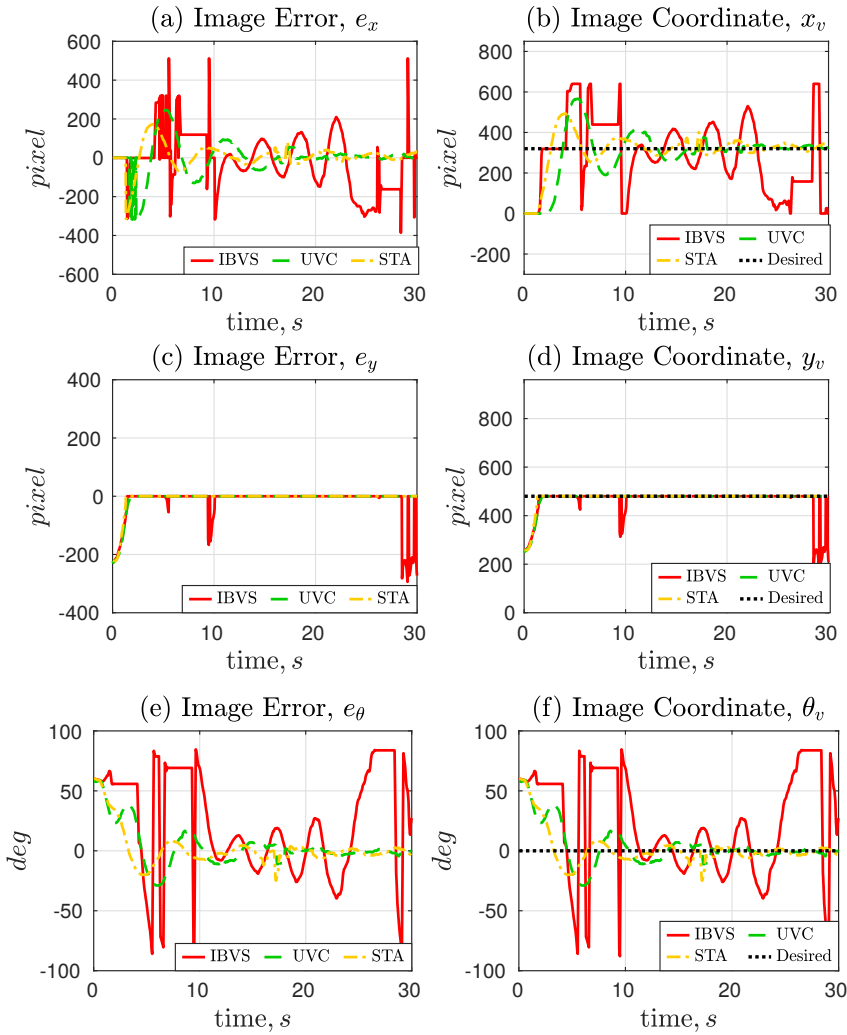 (a) Image Error, e_x
600
400
200
0
-200
-400
-600
pixel
0 10 20 30
time, s
IBVS UVC STA
(b) Image Coordinate, x_v
800
600
400
200
0
-200
pixel
0 10 20 30
time, s
IBVS UVC
STA Desired
(c) Image Error, e_y
400
200
0
-200
-400
pixel
0 10 20 30
time, s
IBVS UVC STA
(d) Image Coordinate, y_v
800
600
400
200
0
pixel
0 10 20 30
time, s
IBVS UVC
STA Desired
(e) Image Error, e_θ
100
50
0
-50
-100
deg
0 10 20 30
time, s
IBVS UVC STA
(f) Image Coordinate, θ_v
100
50
0
-50
-100
deg
0 10 20 30
time, s
IBVS UVC
STA Desired